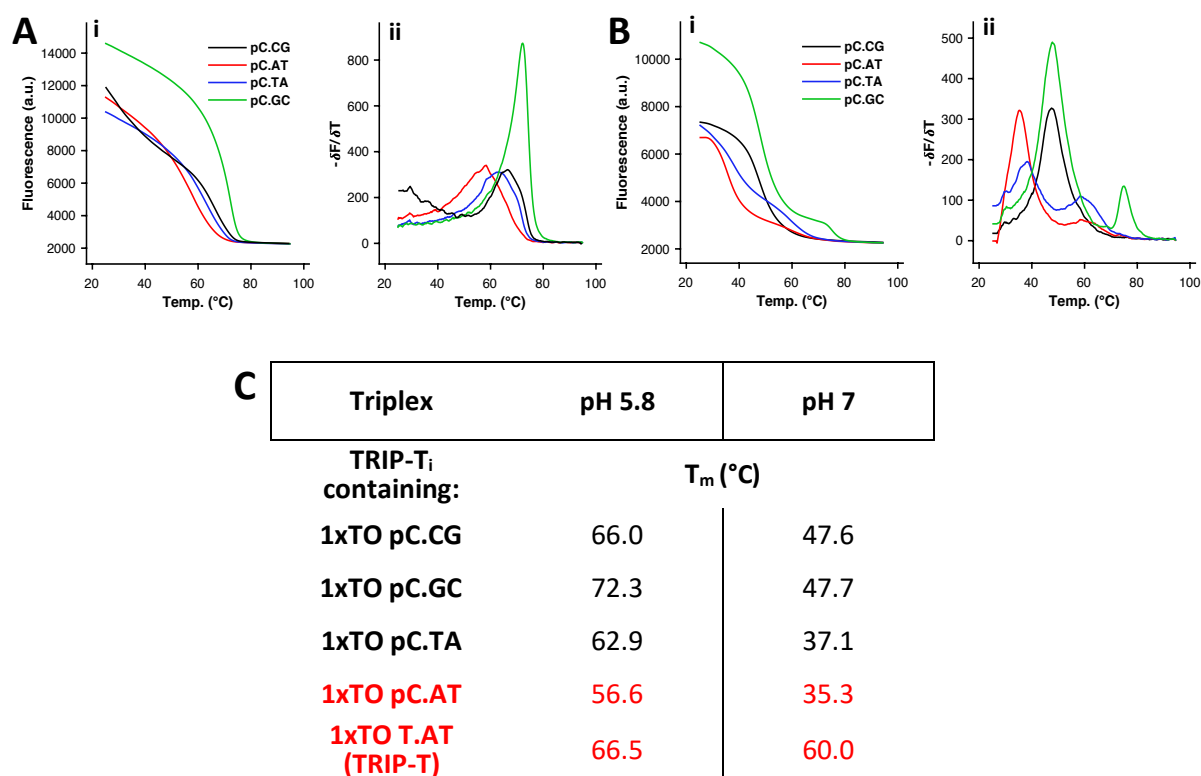 A
i
pC.CG
pC.AT
pC.TA
pC.GC
Fluorescence (a.u.)
14000
12000
10000
8000
6000
4000
2000
20 40 60 80 100
Temp. (°C)
ii
-δF/δT
800
600
400
200
0
20 40 60 80 100
Temp. (°C)
B
i
pC.CG
pC.AT
pC.TA
pC.GC
Fluorescence (a.u.)
10000
8000
6000
4000
2000
20 40 60 80 100
Temp. (°C)
ii
-δF/δT
500
400
300
200
100
0
20 40 60 80 100
Temp. (°C)
C
Triplex pH 5.8 pH 7
TRIP-Ti
containing:
Tm (°C)
1xTO pC.CG 66.0 47.6
1xTO pC.GC 72.3 47.7
1xTO pC.TA 62.9 37.1
1xTO pC.AT 56.6 35.3
1xTO T.AT
(TRIP-T) 66.5 60.0